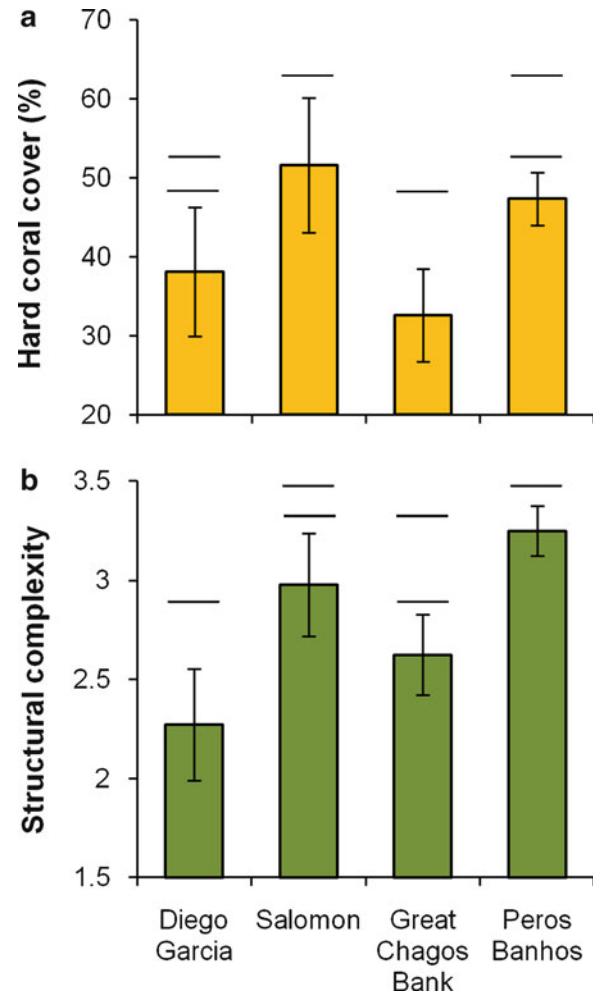 a
Hard coral cover (%)
70
60
50
40
30
20
b
Structural complexity
3.5
3
2.5
2
1.5
Diego
Garcia
Salomon
Great
Chagos
Bank
Peros
Banhos